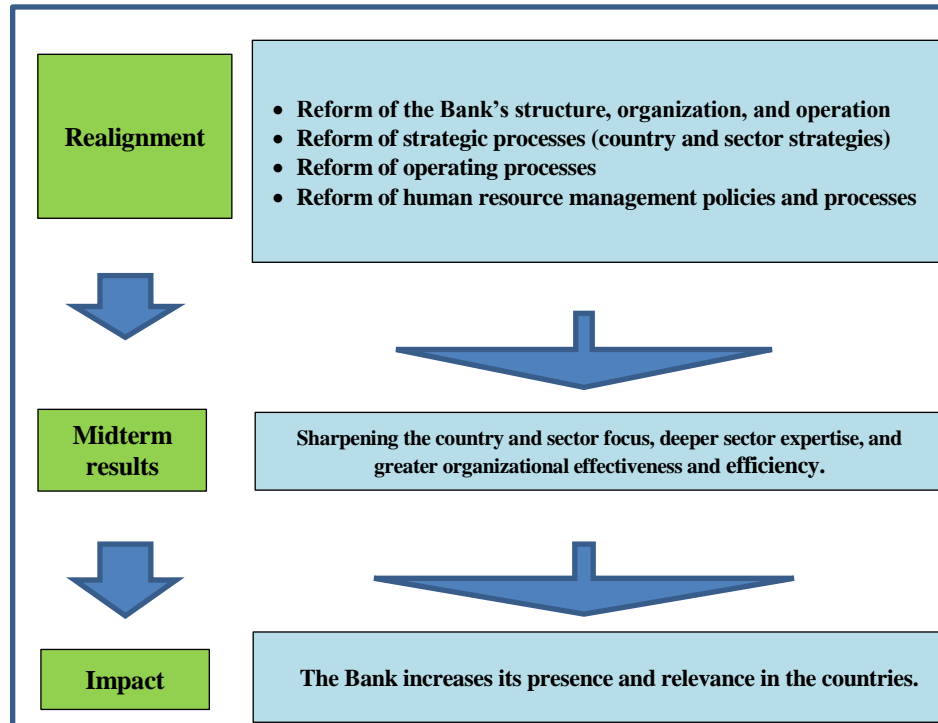 Realignment
• Reform of the Bank's structure, organization, and operation
• Reform of strategic processes (country and sector strategies)
• Reform of operating processes
• Reform of human resource management policies and processes
Midterm
results
Sharpening the country and sector focus, deeper sector expertise, and
greater organizational effectiveness and efficiency.
Impact
The Bank increases its presence and relevance in the countries.